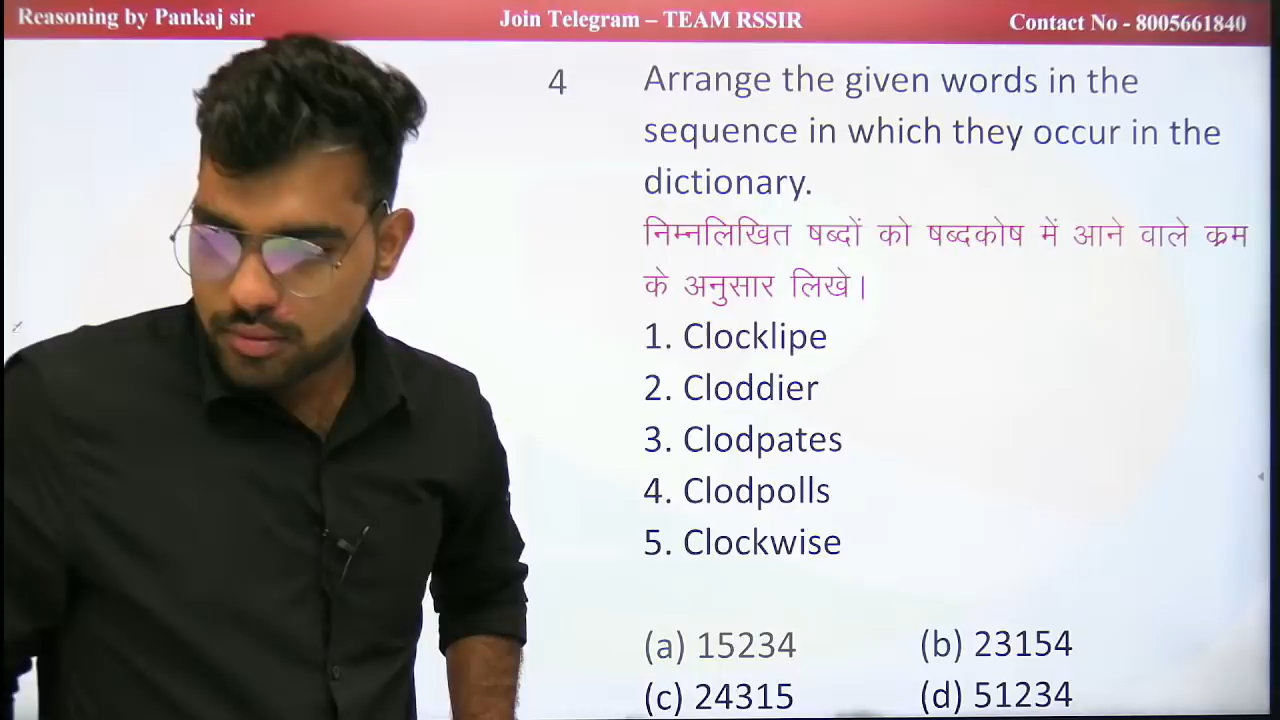 Reasoning by Pankaj sir
Join Telegram – TEAM RSSIR
Contact No - 8005661840
4
Arrange the given words in the
sequence in which they occur in the
dictionary.
निम्नलिखित षब्दों को षब्दकोष में आने वाले क्रम
के अनुसार लिखे।
1. Clocklipe
2. Cloddier
3. Clodpates
4. Clodpolls
5. Clockwise
(a) 15234
(b) 23154
(c) 24315
(d) 51234